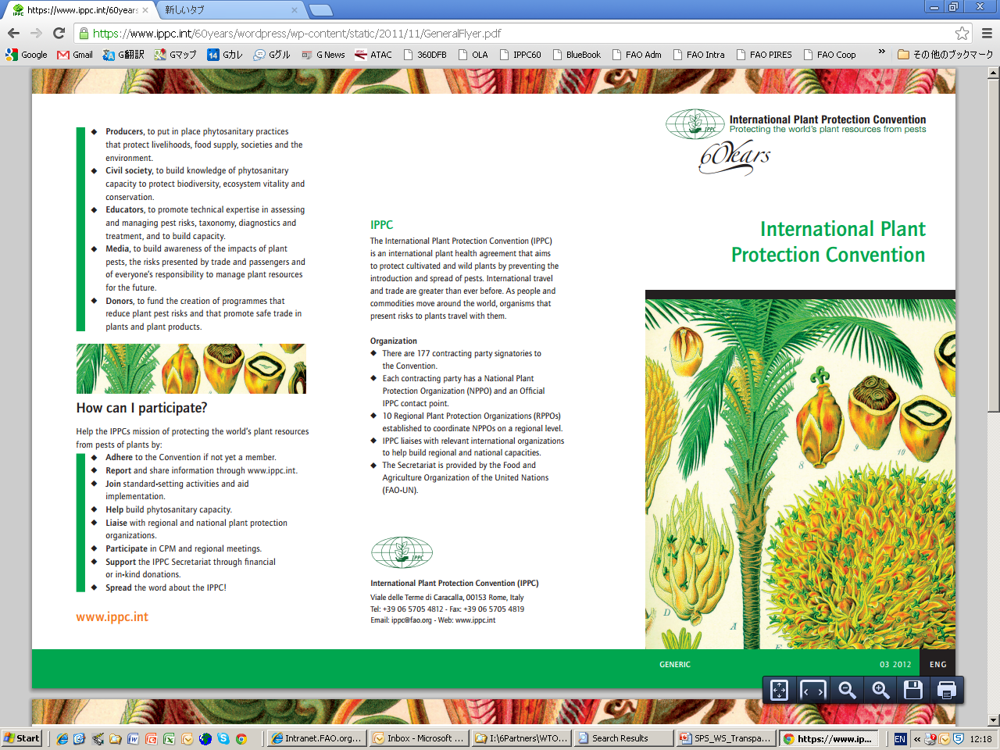 https://www.ippc.int/60years
新しいタブ
https://www.ippc.int/60years/wordpress/wp-content/static/2011/11/GeneralFlyer.pdf
Google Gmail G翻訳 Gマップ 14 Gカレ Gグル G News ATAC 360DFB OLA IPPC60 BlueBook FAO Adm FAO Intra FAO PIRES FAO Coop » その他のブックマーク
◆ Producers, to put in place phytosanitary practices
that protect livelihoods, food supply, societies and the
environment.
◆ Civil society, to build knowledge of phytosanitary
capacity to protect biodiversity, ecosystem vitality and
conservation.
◆ Educators, to promote technical expertise in assessing
and managing pest risks, taxonomy, diagnostics and
treatment, and to build capacity.
◆ Media, to build awareness of the impacts of plant
pests, the risks presented by trade and passengers and
of everyone's responsibility to manage plant resources
for the future.
◆ Donors, to fund the creation of programmes that
reduce plant pest risks and that promote safe trade in
plants and plant products.
How can I participate?
Help the IPPCs mission of protecting the world's plant resources
from pests of plants by:
◆ Adhere to the Convention if not yet a member.
◆ Report and share information through www.ippc.int.
◆ Join standard-setting activities and aid
implementation.
◆ Help build phytosanitary capacity.
◆ Liaise with regional and national plant protection
organizations.
◆ Participate in CPM and regional meetings.
◆ Support the IPPC Secretariat through financial
or in-kind donations.
◆ Spread the word about the IPPC!
www.ippc.int
IPPC
The International Plant Protection Convention (IPPC)
is an international plant health agreement that aims
to protect cultivated and wild plants by preventing the
introduction and spread of pests. International travel
and trade are greater than ever before. As people and
commodities move around the world, organisms that
present risks to plants travel with them.
Organization
◆ There are 177 contracting party signatories to
the Convention.
◆ Each contracting party has a National Plant
Protection Organization (NPPO) and an Official
IPPC contact point.
◆ 10 Regional Plant Protection Organizations (RPPOs)
established to coordinate NPPOs on a regional level.
◆ IPPC liaises with relevant international organizations
to help build regional and national capacities.
◆ The Secretariat is provided by the Food and
Agriculture Organization of the United Nations
(FAO-UN).
IPPC
International Plant Protection Convention (IPPC)
Viale delle Terme di Caracalla, 00153 Rome, Italy
Tel: +39 06 5705 4812 - Fax: +39 06 5705 4819
Email: ippc@fao.org - Web: www.ippc.int
IPPC
International Plant Protection Convention
Protecting the world's plant resources from pests
60 Years
International Plant
Protection Convention
1
8
9
10
D
A
E
GENERIC
03 2012
ENG
Start
Intranet.FAO.org...
Inbox - Microsoft ...
I:\6Partners\WTO...
Search Results
SPS_WS_Transpa...
https://www.ip...
EN
«
12:18